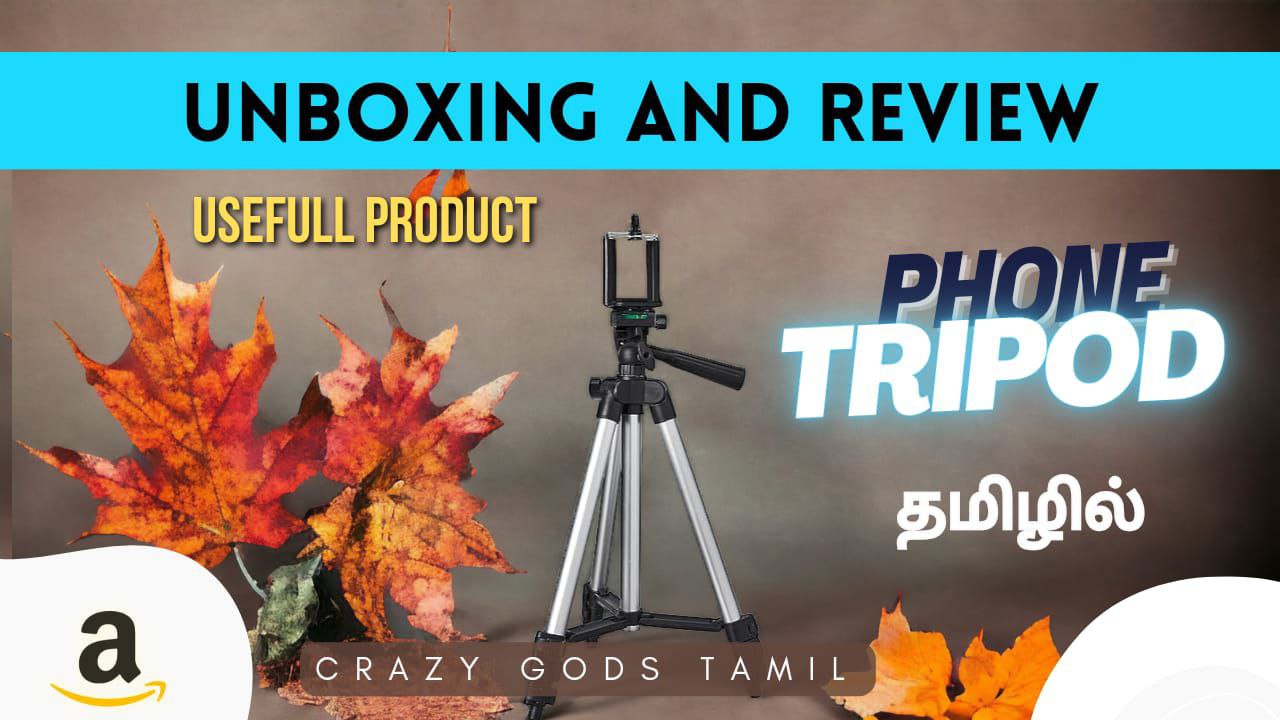 UNBOXING AND REVIEW
USEFULL PRODUCT
PHONE
TRIPOD
தமிழில்
a
CRAZY GODS TAMIL